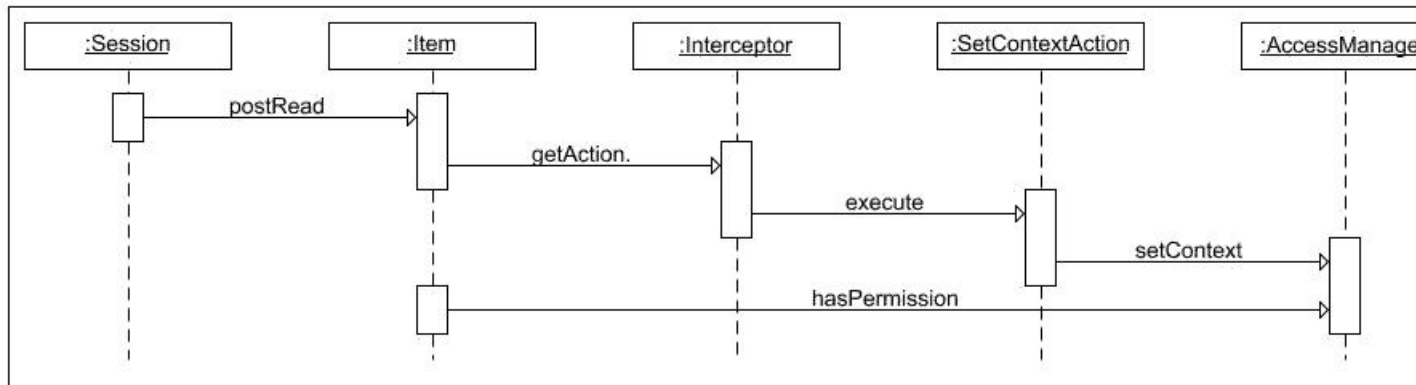 :Session
:Item
:Interceptor
:SetContextAction
:AccessManage
postRead
getAction.
execute
setContext
hasPermission